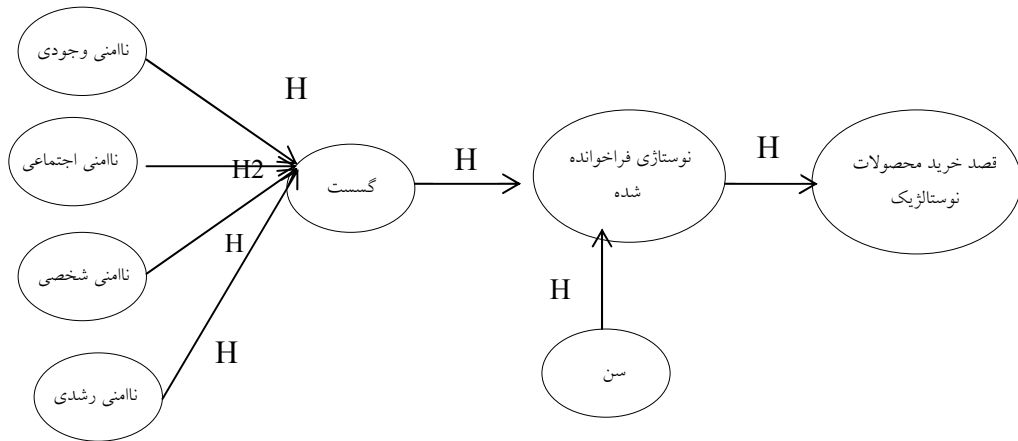 ناامنی وجودی
H
ناامنی اجتماعی
H2
گسست
H
نوستاژی فراخوانده
شده
H
قصد خرید محصولات
نوستالژیک
ناامنی شخصی
H
H
سن
ناامنی رشدی
H